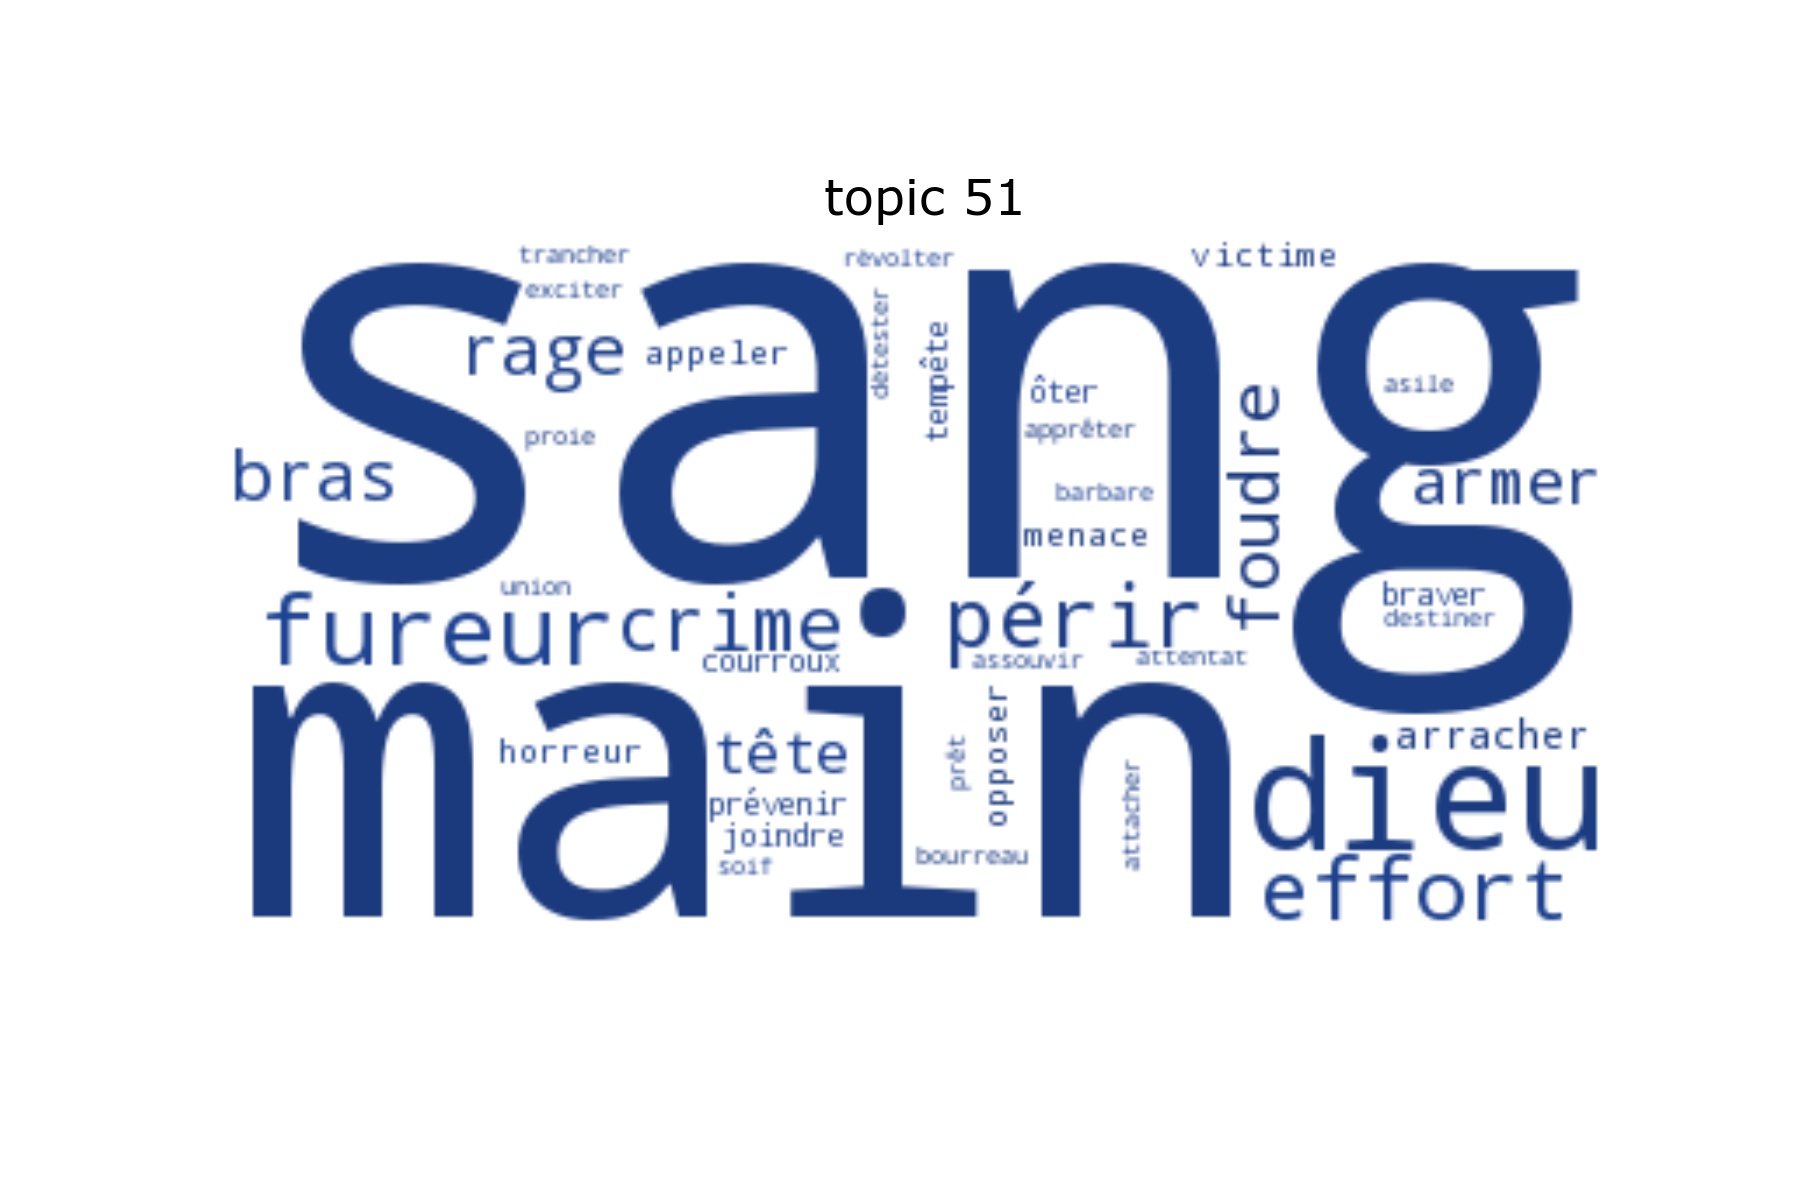 topic 51
trancher
révolter
victime
exciter
sang
rage
appeler
détester
tempête
ôter
asile
apprêter
proie
foudre
bras
armer
barbare
menace
union
braver
destiner
fureur
crime
périr
courroux
assouvir
attentat
main
horreur
tête
prêt
opposer
arracher
dieu
prévenir
joindre
attacher
soif
bourreau
effort